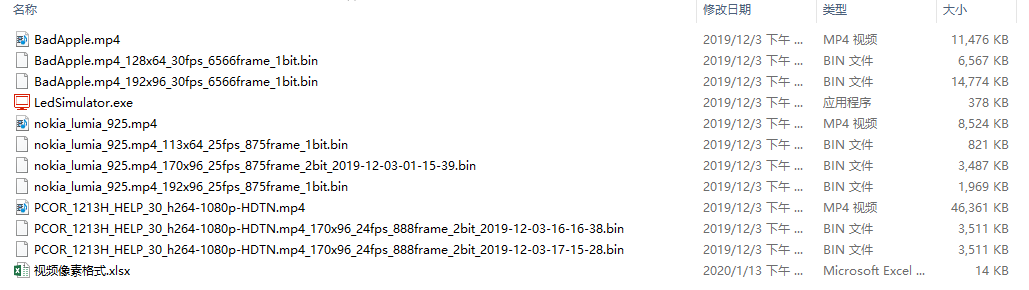 名称 修改日期 类型 大小
BadApple.mp4 2019/12/3 下午 ... MP4 视频 11,476 KB
BadApple.mp4_128x64_30fps_6566frame_1bit.bin 2019/12/3 下午 ... BIN 文件 6,567 KB
BadApple.mp4_192x96_30fps_6566frame_1bit.bin 2019/12/3 下午 ... BIN 文件 14,774 KB
LedSimulator.exe 2019/12/3 下午 ... 应用程序 378 KB
nokia_lumia_925.mp4 2019/12/3 下午 ... MP4 视频 8,524 KB
nokia_lumia_925.mp4_113x64_25fps_875frame_1bit.bin 2019/12/3 下午 ... BIN 文件 821 KB
nokia_lumia_925.mp4_170x96_25fps_875frame_2bit_2019-12-03-01-15-39.bin 2019/12/3 下午 ... BIN 文件 3,487 KB
nokia_lumia_925.mp4_192x96_25fps_875frame_1bit.bin 2019/12/3 下午 ... BIN 文件 1,969 KB
PCOR_1213H_HELP_30_h264-1080p-HDTN.mp4 2019/12/3 下午 ... MP4 视频 46,361 KB
PCOR_1213H_HELP_30_h264-1080p-HDTN.mp4_170x96_24fps_888frame_2bit_2019-12-03-16-16-38.bin 2019/12/3 下午 ... BIN 文件 3,511 KB
PCOR_1213H_HELP_30_h264-1080p-HDTN.mp4_170x96_24fps_888frame_2bit_2019-12-03-17-15-28.bin 2019/12/3 下午 ... BIN 文件 3,511 KB
视频像素格式.xlsx 2020/1/13 下午 ... Microsoft Excel ... 14 KB